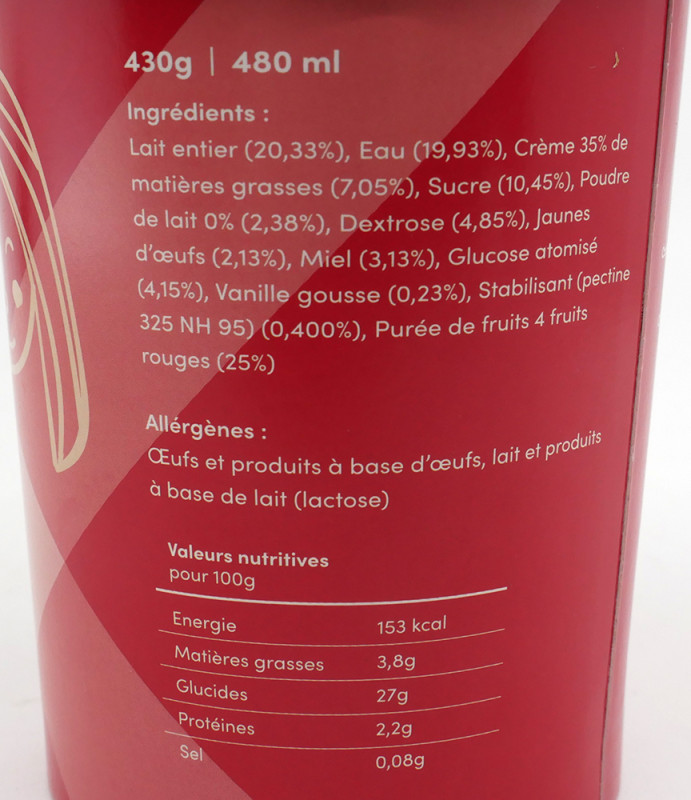 430g | 480 ml
Ingrédients :
Lait entier (20,33%), Eau (19,93%), Crème 35% de
matières grasses (7,05%), Sucre (10,45%), Poudre
de lait 0% (2,38%), Dextrose (4,85%), Jaunes
d'œufs (2,13%), Miel (3,13%), Glucose atomisé
(4,15%), Vanille gousse (0,23%), Stabilisant (pectine
325 NH 95) (0,400%), Purée de fruits 4 fruits
rouges (25%)
Allérgènes :
Œufs et produits à base d'œufs, lait et produits
à base de lait (lactose)
Valeurs nutritives
pour 100g
Energie 153 kcal
Matières grasses 3,8g
Glucides 27g
Protéines 2,2g
Sel 0,08g